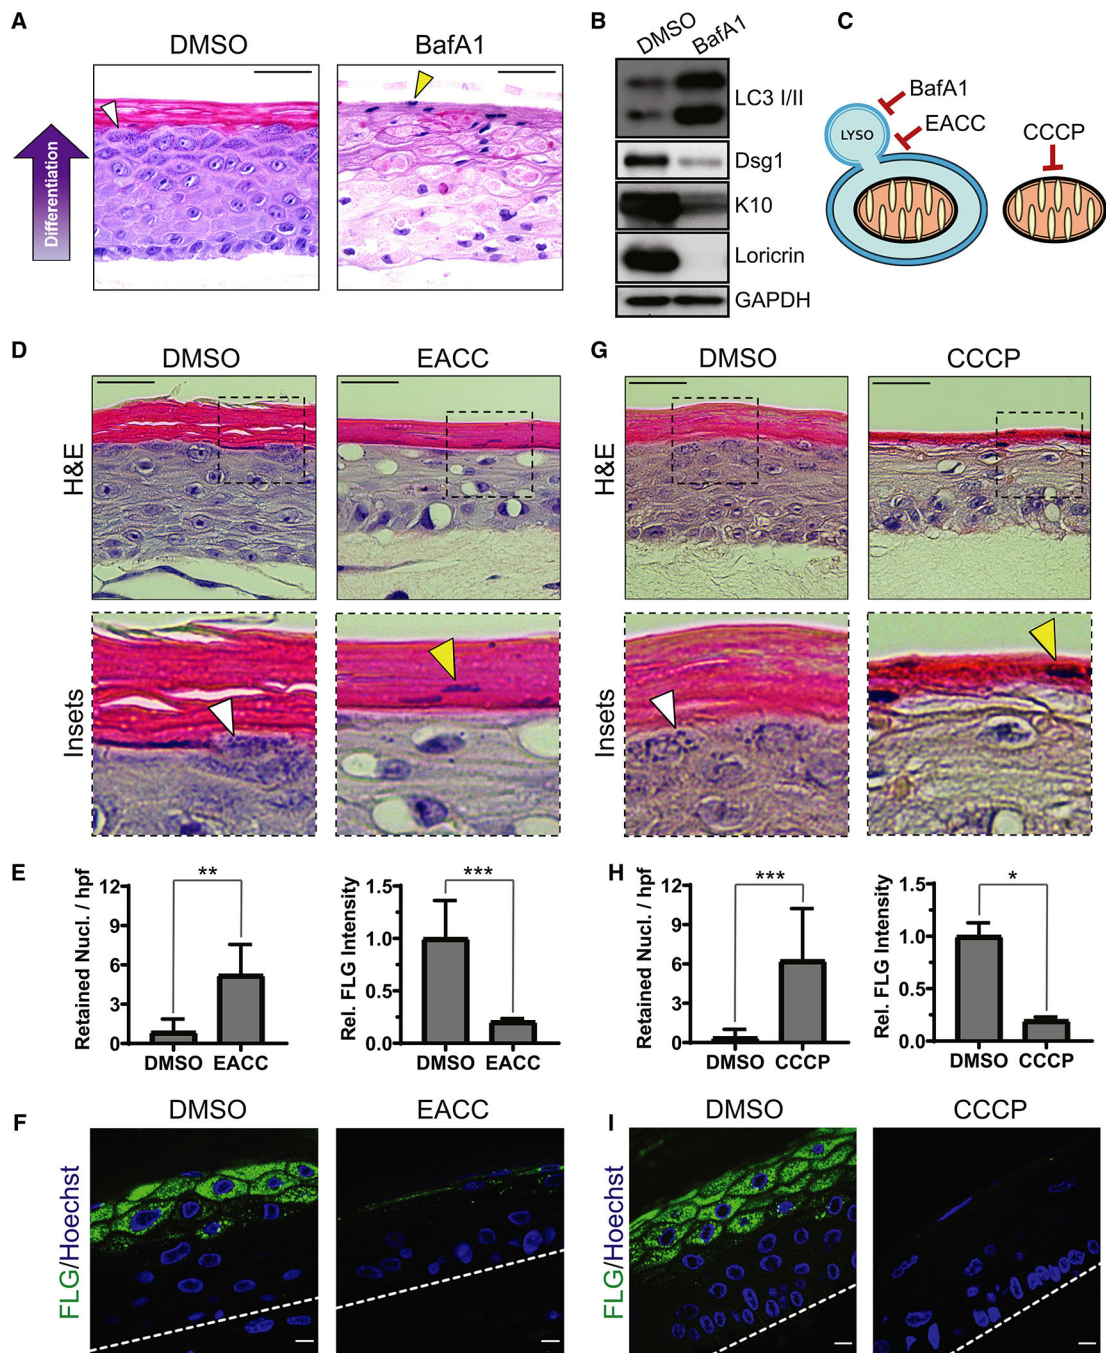 A
DMSO
BafA1
Differentiation
B
DMSO
BafA1
LC3 I/II
Dsg1
K10
Loricrin
GAPDH
C
BafA1
EACC
LYSO
CCCP
D
DMSO
EACC
H&E
Insets
G
DMSO
CCCP
H&E
Insets
E
Retained Nucl. / hpf
12
9
6
3
0
**
DMSO
EACC
Rel. FLG Intensity
1.5
1.0
0.5
0.0
***
DMSO
EACC
H
Retained Nucl. / hpf
12
9
6
3
0
***
DMSO
CCCP
Rel. FLG Intensity
1.5
1.0
0.5
0.0
*
DMSO
CCCP
F
DMSO
EACC
FLG/Hoechst
I
DMSO
CCCP
FLG/Hoechst